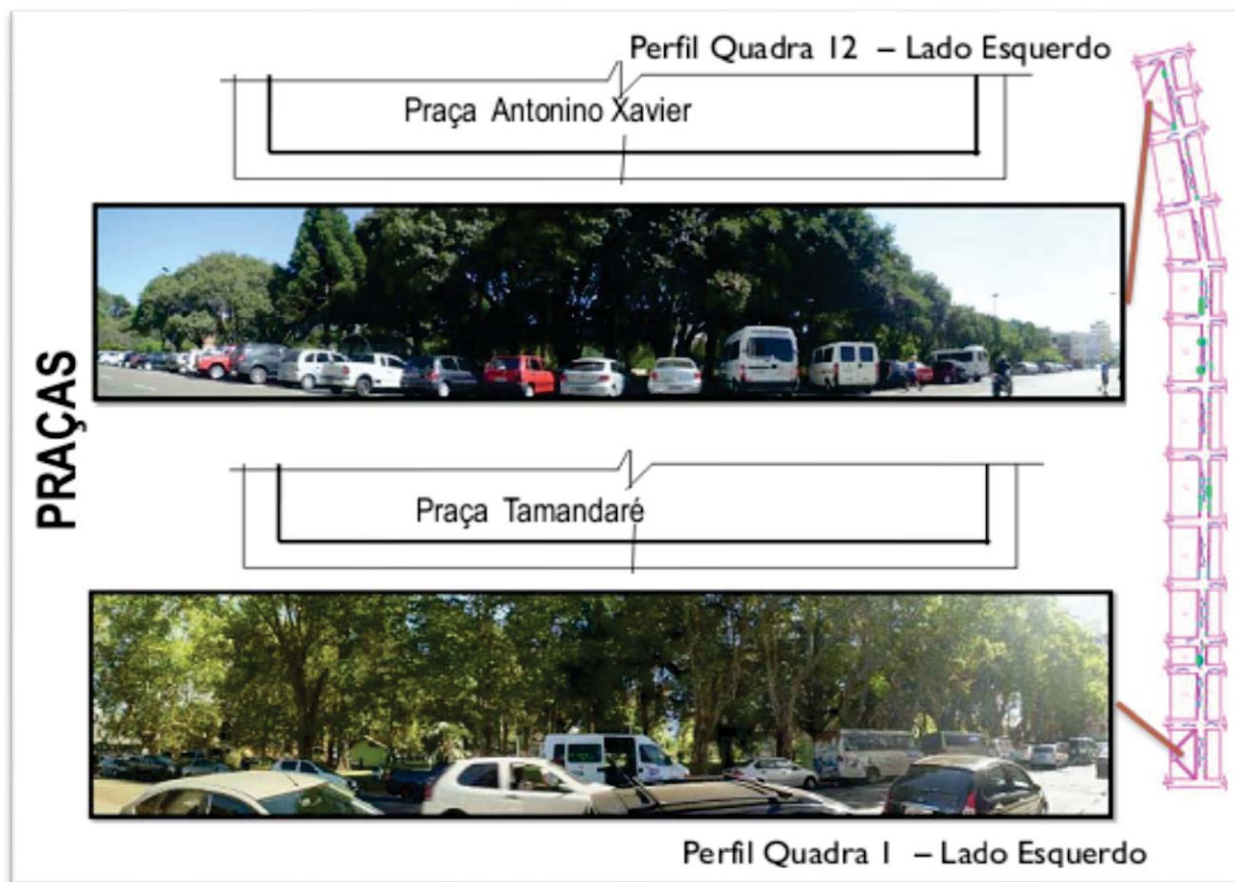 Perfil Quadra 12 – Lado Esquerdo
Praça Antonino Xavier
PRAÇAS
Praça Tamandaré
Perfil Quadra 1 – Lado Esquerdo